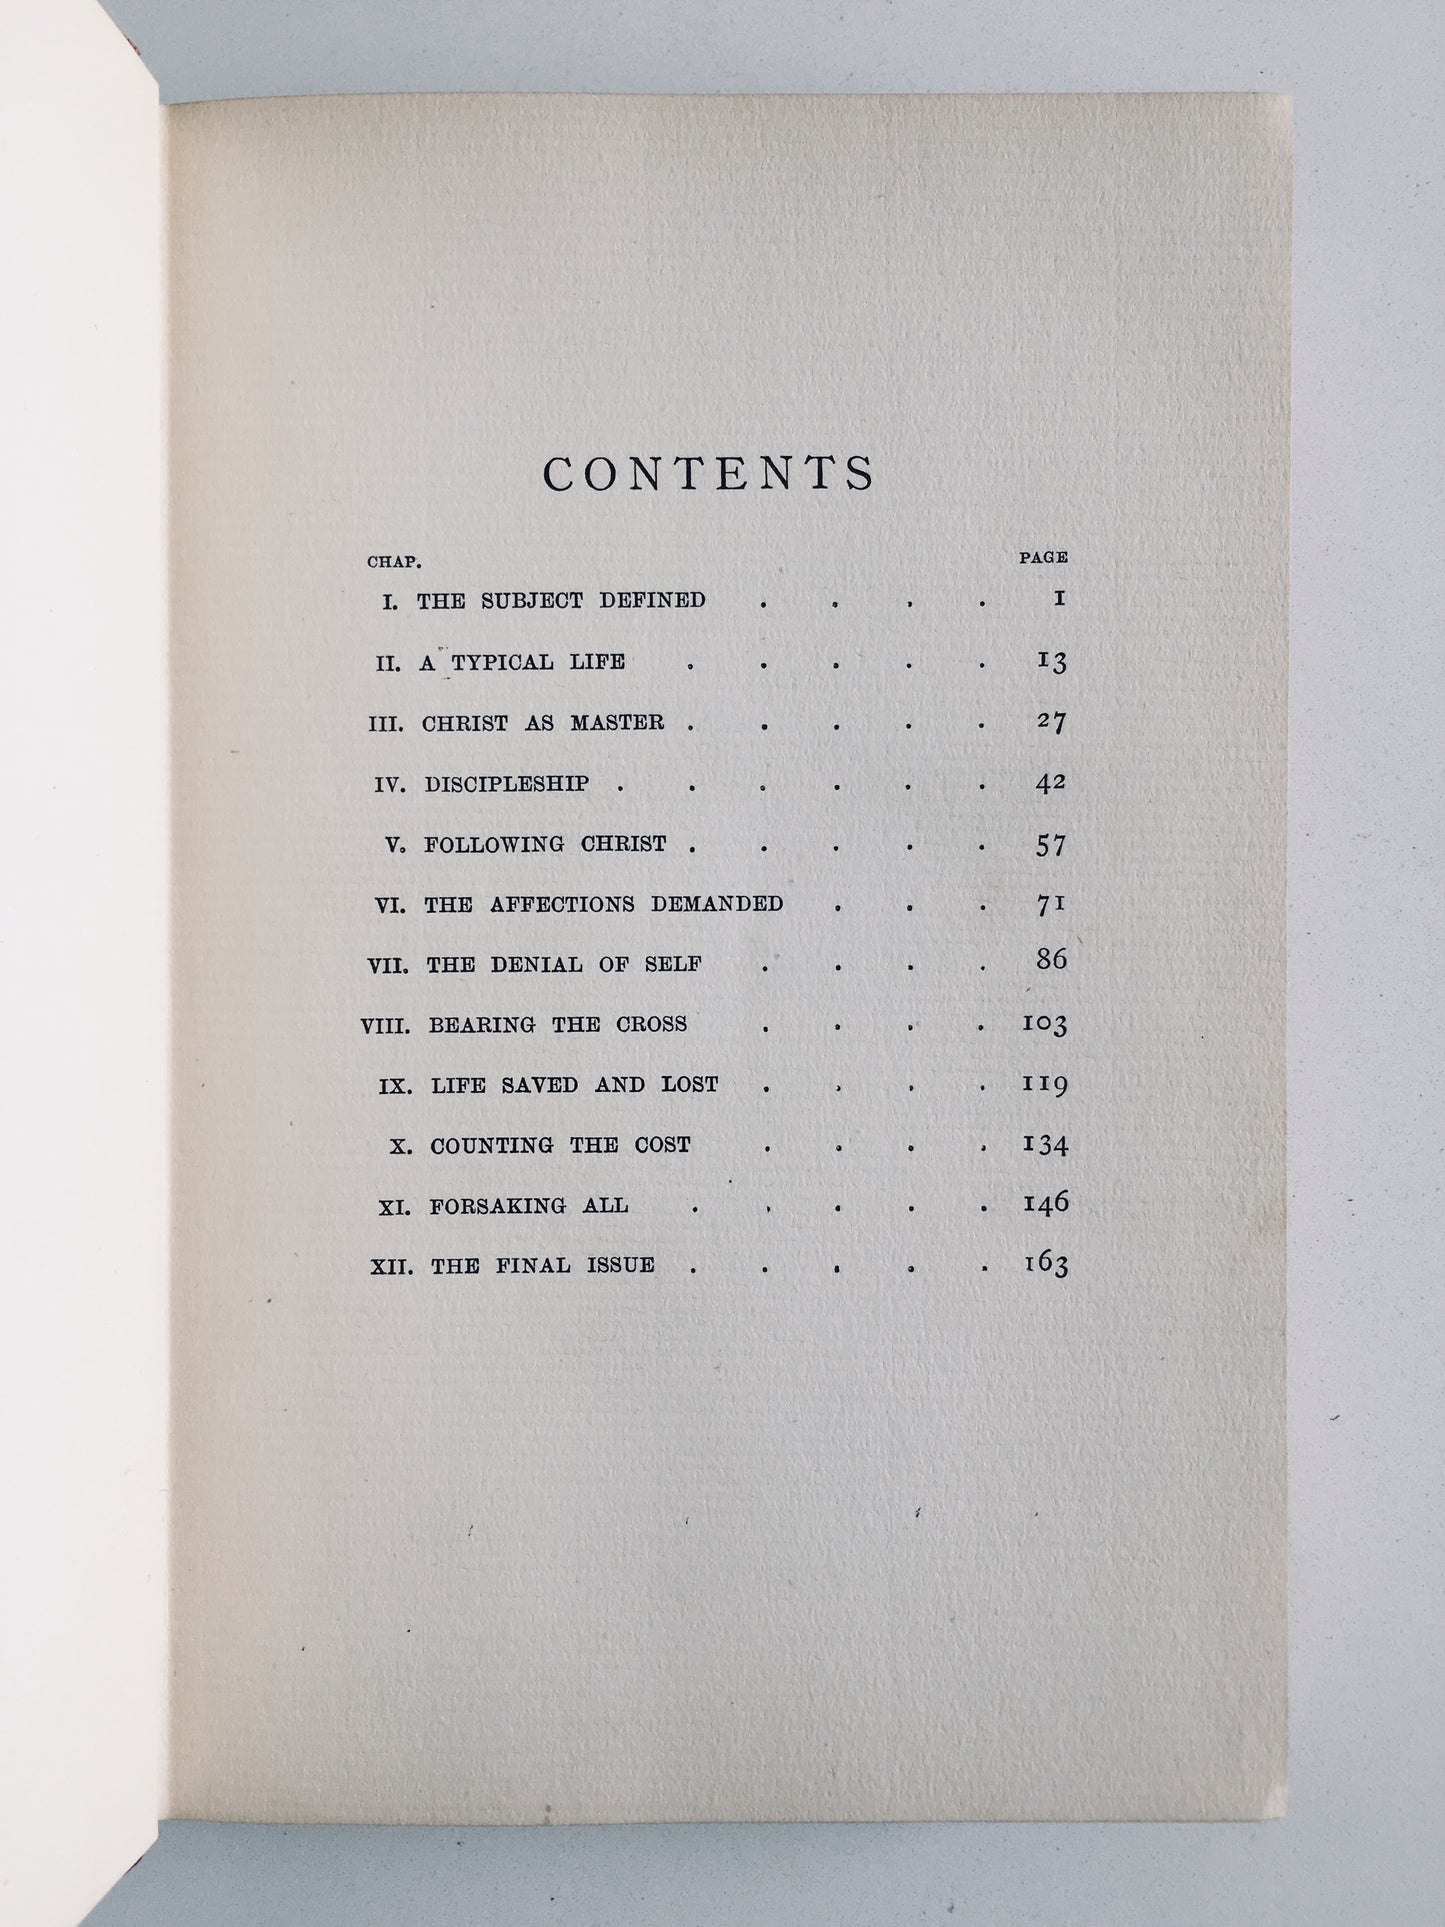 CONTENTS
CHAP. PAGE
I. THE SUBJECT DEFINED . . . . 1
II. A TYPICAL LIFE . . . . . 13
III. CHRIST AS MASTER . . . . . 27
IV. DISCIPLESHIP . . . . . . 42
V. FOLLOWING CHRIST . . . . . 57
VI. THE AFFECTIONS DEMANDED . . . 71
VII. THE DENIAL OF SELF . . . . 86
VIII. BEARING THE CROSS . . . . 103
IX. LIFE SAVED AND LOST . . . . 119
X. COUNTING THE COST . . . . 134
XI. FORSAKING ALL . . . . . 146
XII. THE FINAL ISSUE . . . . . 163